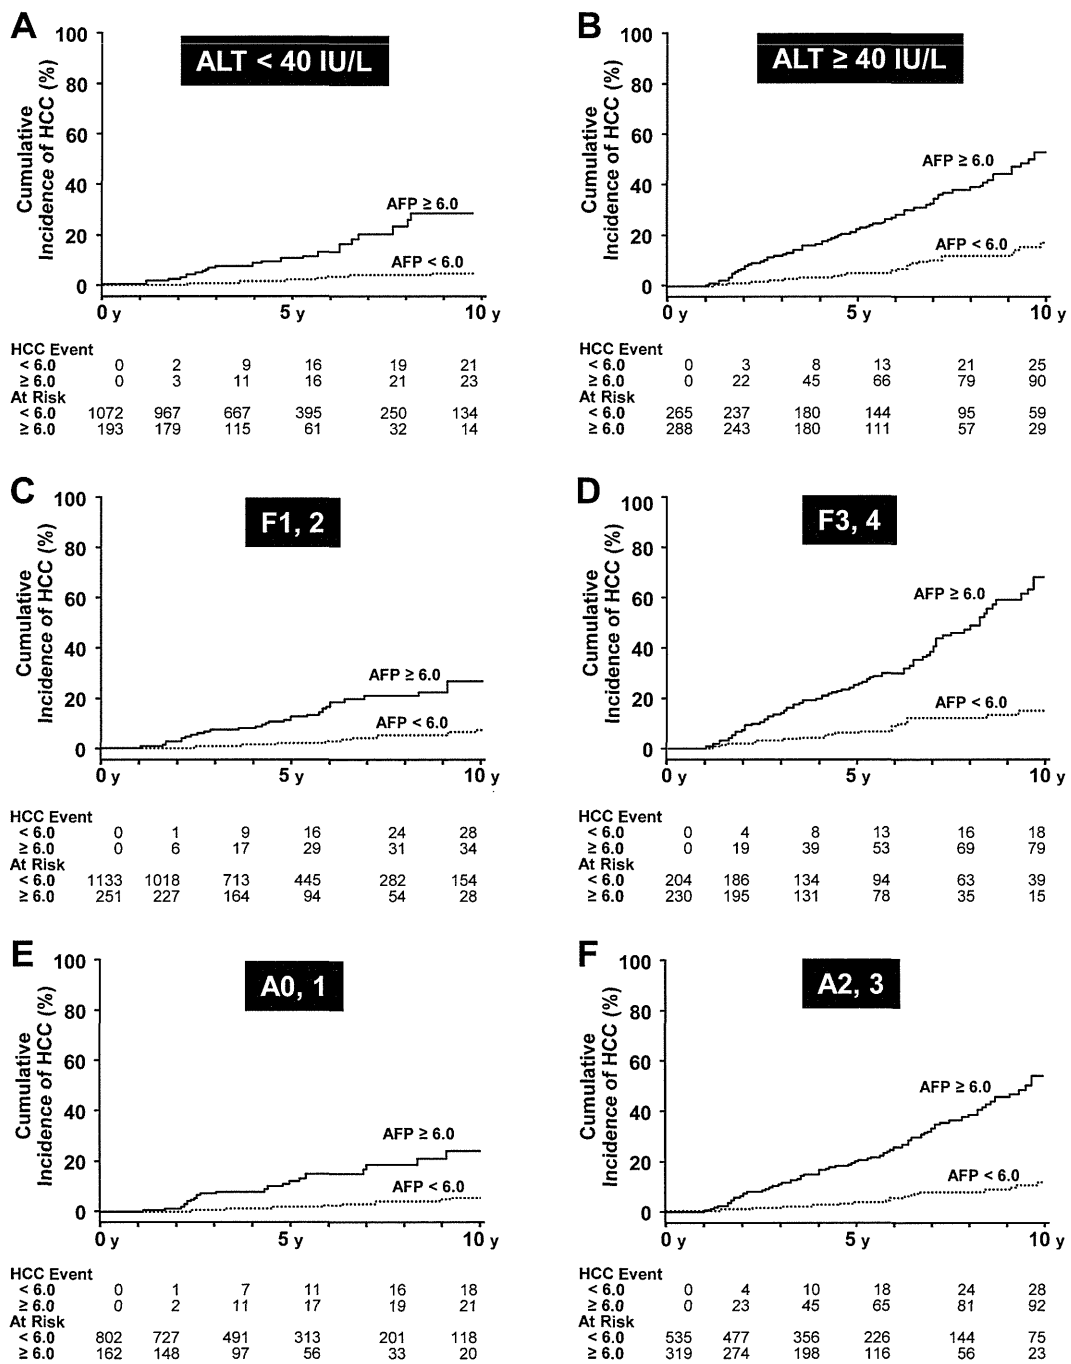 A
ALT < 40 IU/L
Cumulative
Incidence of HCC (%)
100
80
60
40
20
0
AFP ≥ 6.0
AFP < 6.0
0 y 5 y 10 y
HCC Event
< 6.0 0 2 9 16 19 21
≥ 6.0 0 3 11 16 21 23
At Risk
< 6.0 1072 967 667 395 250 134
≥ 6.0 193 179 115 61 32 14
B
ALT ≥ 40 IU/L
Cumulative
Incidence of HCC (%)
100
80
60
40
20
0
AFP ≥ 6.0
AFP < 6.0
0 y 5 y 10 y
HCC Event
< 6.0 0 3 8 13 21 25
≥ 6.0 0 22 45 66 79 90
At Risk
< 6.0 265 237 180 144 95 59
≥ 6.0 288 243 180 111 57 29
C
F1, 2
Cumulative
Incidence of HCC (%)
100
80
60
40
20
0
AFP ≥ 6.0
AFP < 6.0
0 y 5 y 10 y
HCC Event
< 6.0 0 1 9 16 24 28
≥ 6.0 0 6 17 29 31 34
At Risk
< 6.0 1133 1018 713 445 282 154
≥ 6.0 251 227 164 94 54 28
D
F3, 4
Cumulative
Incidence of HCC (%)
100
80
60
40
20
0
AFP ≥ 6.0
AFP < 6.0
0 y 5 y 10 y
HCC Event
< 6.0 0 4 8 13 16 18
≥ 6.0 0 19 39 53 69 79
At Risk
< 6.0 204 186 134 94 63 39
≥ 6.0 230 195 131 78 35 15
E
A0, 1
Cumulative
Incidence of HCC (%)
100
80
60
40
20
0
AFP ≥ 6.0
AFP < 6.0
0 y 5 y 10 y
HCC Event
< 6.0 0 1 7 11 16 18
≥ 6.0 0 2 11 17 19 21
At Risk
< 6.0 802 727 491 313 201 118
≥ 6.0 162 148 97 56 33 20
F
A2, 3
Cumulative
Incidence of HCC (%)
100
80
60
40
20
0
AFP ≥ 6.0
AFP < 6.0
0 y 5 y 10 y
HCC Event
< 6.0 0 4 10 18 24 28
≥ 6.0 0 23 45 65 81 92
At Risk
< 6.0 535 477 356 226 144 75
≥ 6.0 319 274 198 116 56 23